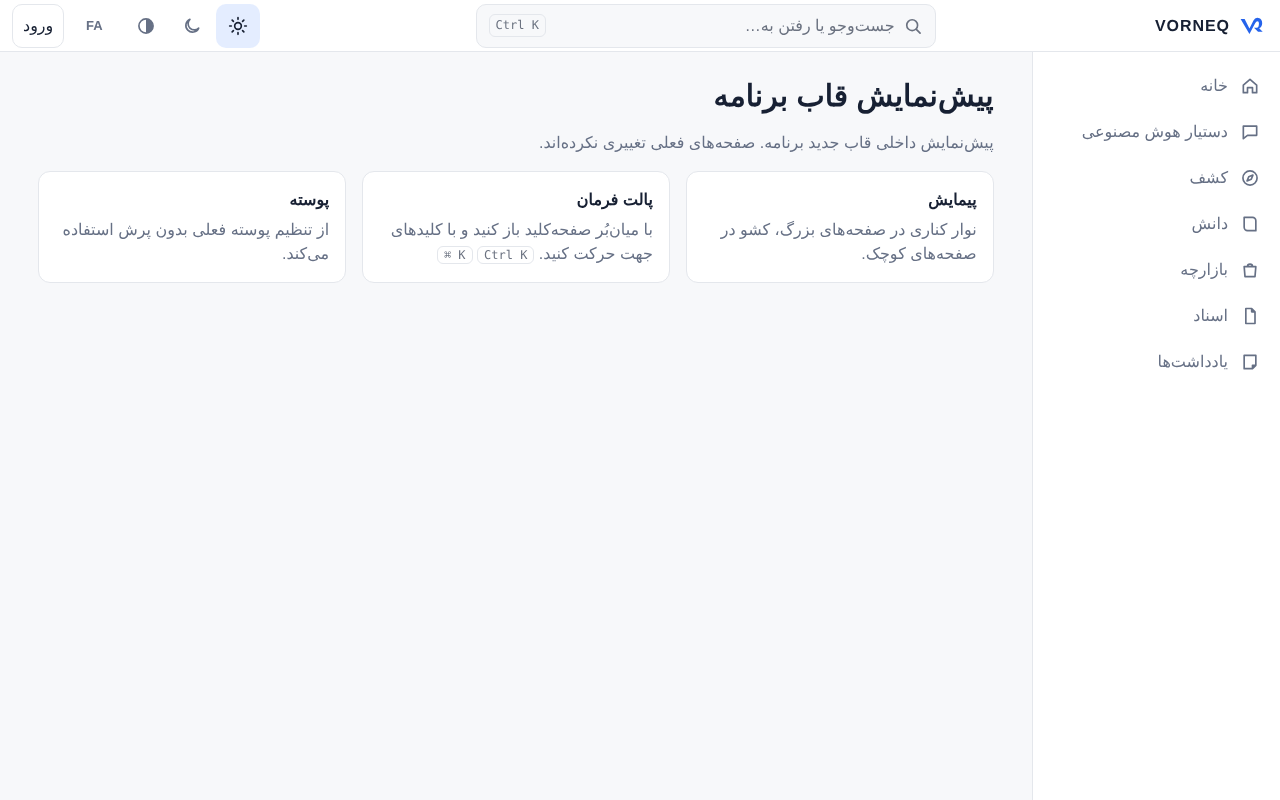 VORNEQ
جست‌وجو یا رفتن به…
Ctrl K
FA
ورود
خانه
دستیار هوش مصنوعی
کشف
دانش
بازارچه
اسناد
یادداشت‌ها
پیش‌نمایش قاب برنامه
پیش‌نمایش داخلی قاب جدید برنامه. صفحه‌های فعلی تغییری نکرده‌اند.
پیمایش
نوار کناری در صفحه‌های بزرگ، کشو در
صفحه‌های کوچک.
پالت فرمان
با میان‌بُر صفحه‌کلید باز کنید و با کلیدهای
جهت حرکت کنید. Ctrl K ⌘ K
پوسته
از تنظیم پوسته فعلی بدون پرش استفاده
می‌کند.